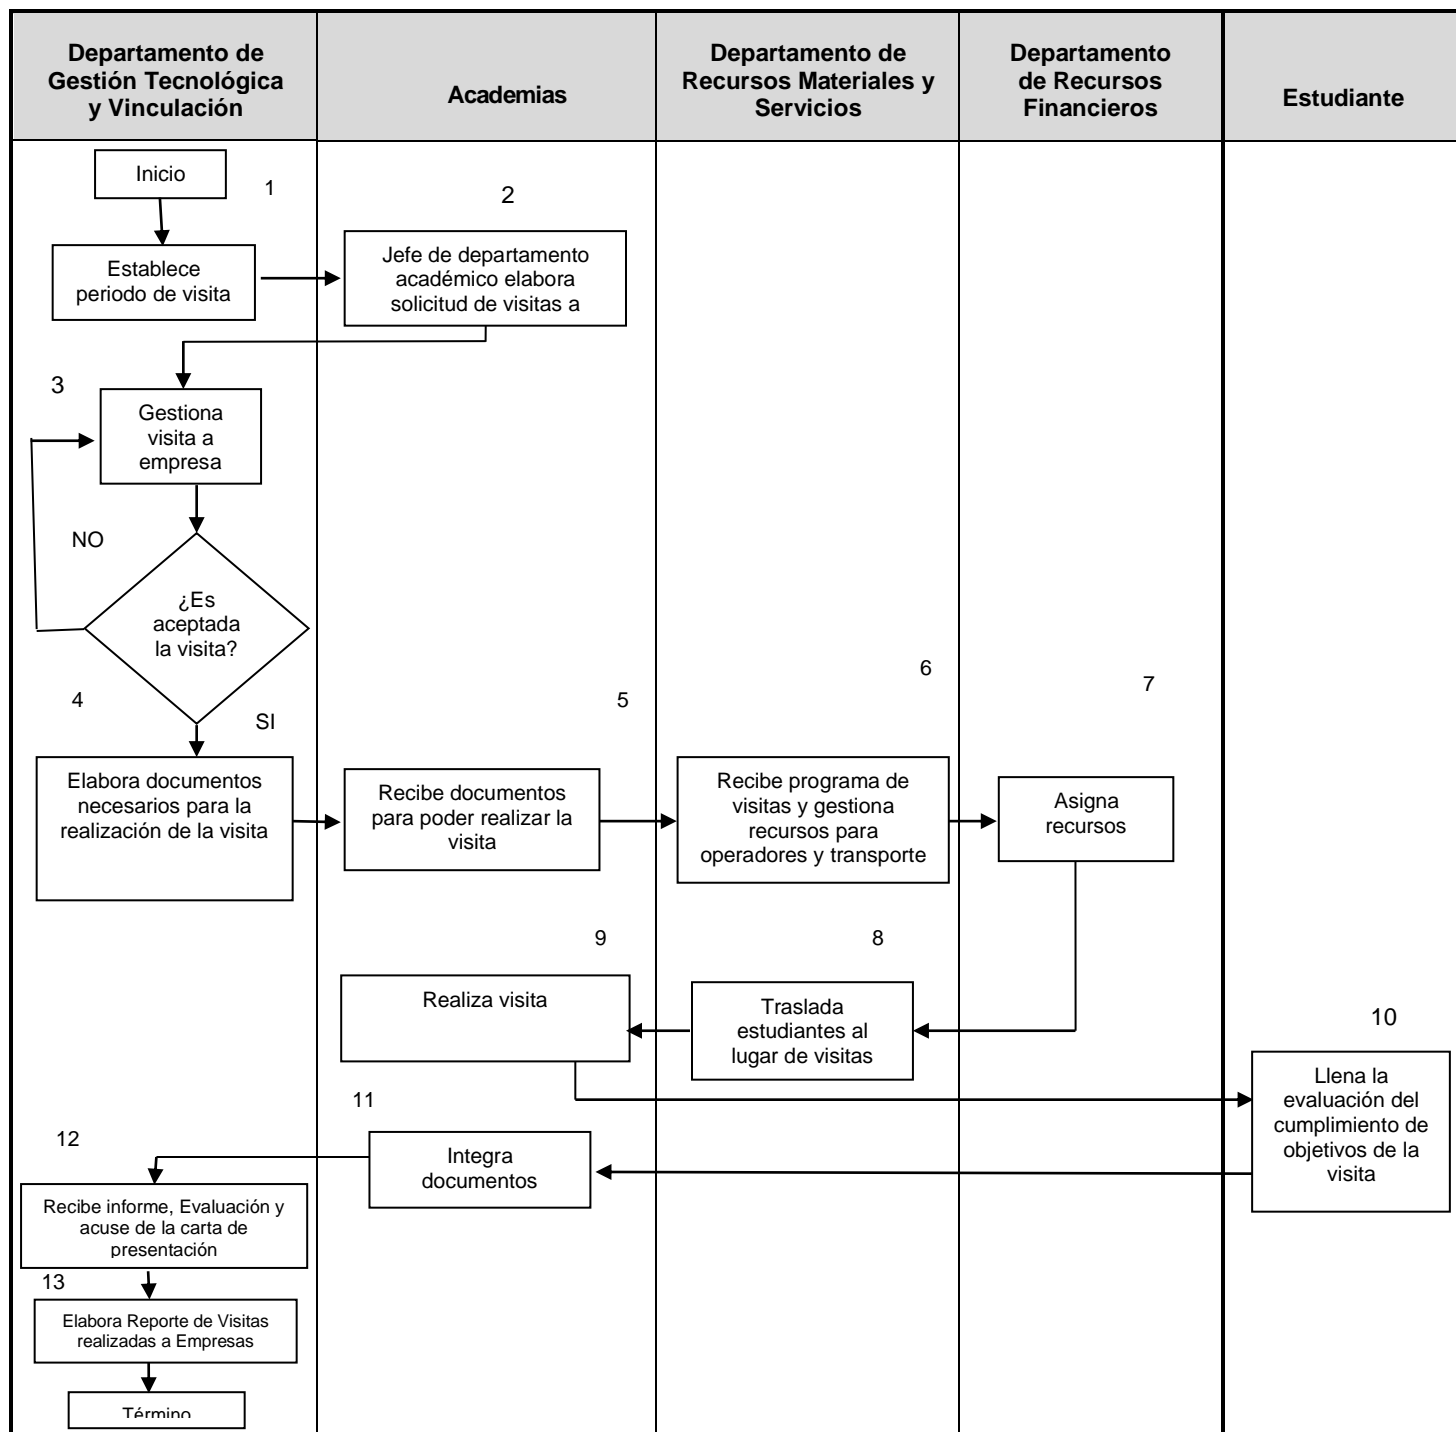 Departamento de
Gestión Tecnológica
y Vinculación
Academias
Departamento de
Recursos Materiales y
Servicios
Departamento
de Recursos
Financieros
Estudiante
Inicio
1
2
Establece
periodo de visita
Jefe de departamento
académico elabora
solicitud de visitas a
3
Gestiona
visita a
empresa
NO
¿Es
aceptada
la visita?
4
SI
5
6
7
Elabora documentos
necesarios para la
realización de la visita
Recibe documentos
para poder realizar la
visita
Recibe programa de
visitas y gestiona
recursos para
operadores y transporte
Asigna
recursos
9
8
Realiza visita
Traslada
estudiantes al
lugar de visitas
10
Llena la
evaluación del
cumplimiento de
objetivos de la
visita
11
Integra
documentos
12
Recibe informe, Evaluación y
acuse de la carta de
presentación
13
Elabora Reporte de Visitas
realizadas a Empresas
Término